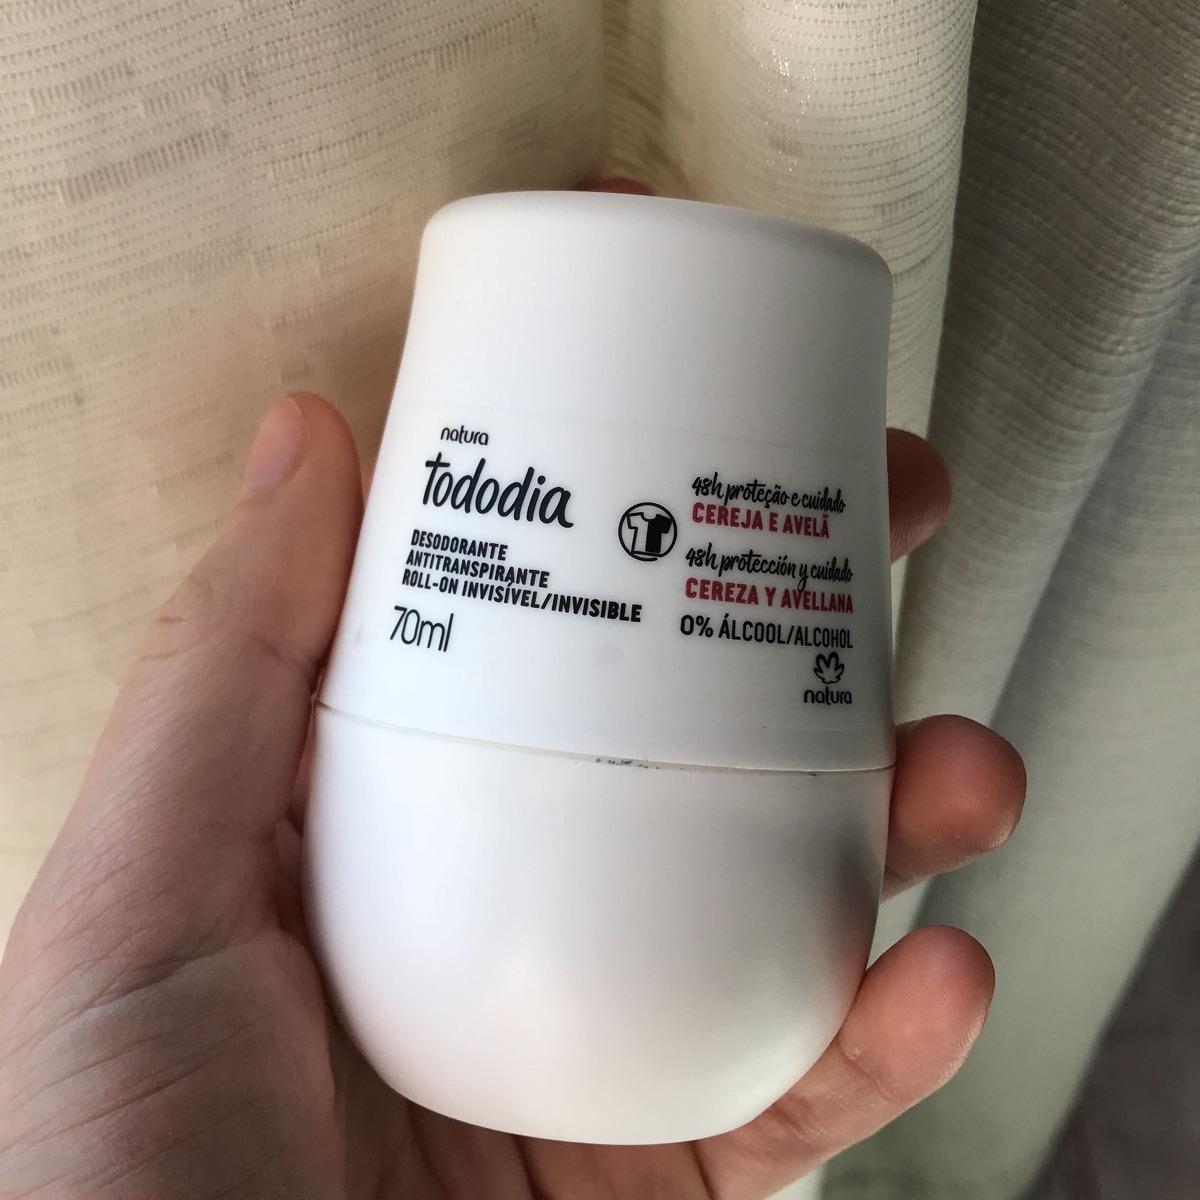 natura
tododia
DESODORANTE
ANTITRANSPIRANTE
ROLL-ON INVISÍVEL/INVISIBLE
70ml
48h proteção e cuidado
CEREJA E AVELÃ
48h protección y cuidado
CEREZA Y AVELLANA
0% ÁLCOOL/ALCOHOL
natura